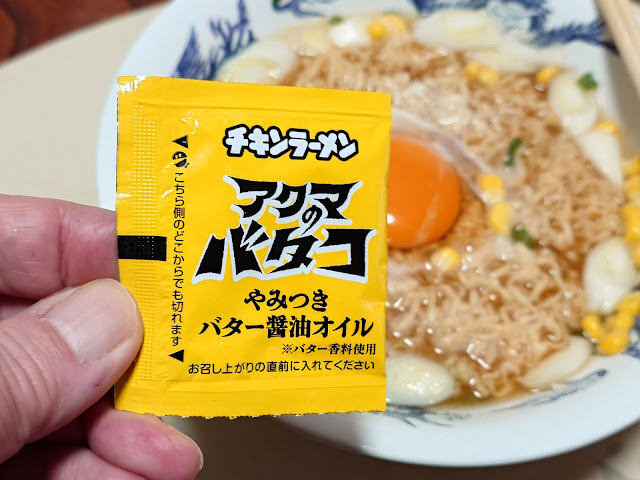 チキンラーメン
アクマの
バタコ
やみつき
バター醤油オイル
※バター香料使用
お召し上がりの直前に入れてください
こちら側のどこからでも切れます